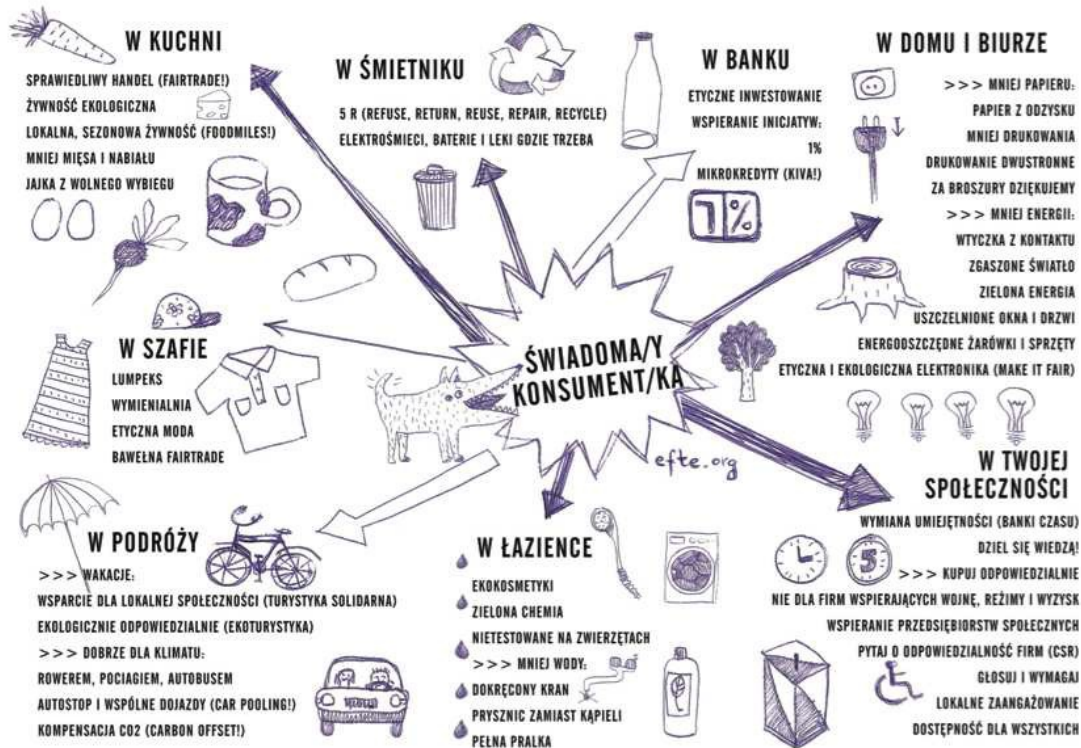 W KUCHNI
SPRAWIEDLIWY HANDEL (FAIRTRADE!)
ŻYWNOŚĆ EKOLOGICZNA
LOKALNA, SEZONOWA ŻYWNOŚĆ (FOODMILES!)
MNIEJ MIĘSA I NABIAŁU
JAJKA Z WOLNEGO WYBIEGU
W ŚMIETNIKU
5 R (REFUSE, RETURN, REUSE, REPAIR, RECYCLE)
ELEKTROŚMIECI, BATERIE I LEKI GDZIE TRZEBA
W BANKU
ETYCZNE INWESTOWANIE
WSPIERANIE INICJATYW:
1%
MIKROKREDYTY (KIVA!)
1%
W DOMU I BIURZE
>>> MNIEJ PAPIERU:
PAPIER Z ODZYSKU
MNIEJ DRUKOWANIA
DRUKOWANIE DWUSTRONNE
ZA BROSZURY DZIĘKUJEMY
>>> MNIEJ ENERGII:
WTYCZKA Z KONTAKTU
ZGASZONE ŚWIATŁO
ZIELONA ENERGIA
USZCZELNIONE OKNA I DRZWI
ENERGOOSZCZĘDNE ŻARÓWKI I SPRZĘTY
ETYCZNA I EKOLOGICZNA ELEKTRONIKA (MAKE IT FAIR)
W SZAFIE
LUMPEKS
WYMIENIALNIA
ETYCZNA MODA
BAWEŁNA FAIRTRADE
ŚWIADOMA/Y
KONSUMENT/KA
efte.org
W PODRÓŻY
>>> WAKACJE:
WSPARCIE DLA LOKALNEJ SPOŁECZNOŚCI (TURYSTYKA SOLIDARNA)
EKOLOGICZNIE ODPOWIEDZIALNIE (EKOTURYSTYKA)
>>> DOBRZE DLA KLIMATU:
ROWEREM, POCIAGIEM, AUTOBUSEM
AUTOSTOP I WSPÓLNE DOJAZDY (CAR POOLING!)
KOMPENSACJA CO2 (CARBON OFFSET!)
W ŁAZIENCE
EKOKOSMETYKI
ZIELONA CHEMIA
NIETESTOWANE NA ZWIERZĘTACH
>>> MNIEJ WODY:
DOKRĘCONY KRAN
PRYSZNIC ZAMIAST KĄPIELI
PEŁNA PRALKA
W TWOJEJ
SPOŁECZNOŚCI
WYMIANA UMIEJĘTNOŚCI (BANKI CZASU)
DZIEL SIĘ WIEDZĄ!
5
>>> KUPUJ ODPOWIEDZIALNIE
NIE DLA FIRM WSPIERAJĄCYCH WOJNĘ, REŻIMY I WYZYSK
WSPIERANIE PRZEDSIĘBIORSTW SPOŁECZNYCH
PYTAJ O ODPOWIEDZIALNOŚĆ FIRM (CSR)
GŁOSUJ I WYMAGAJ
LOKALNE ZAANGAŻOWANIE
DOSTĘPNOŚĆ DLA WSZYSTKICH